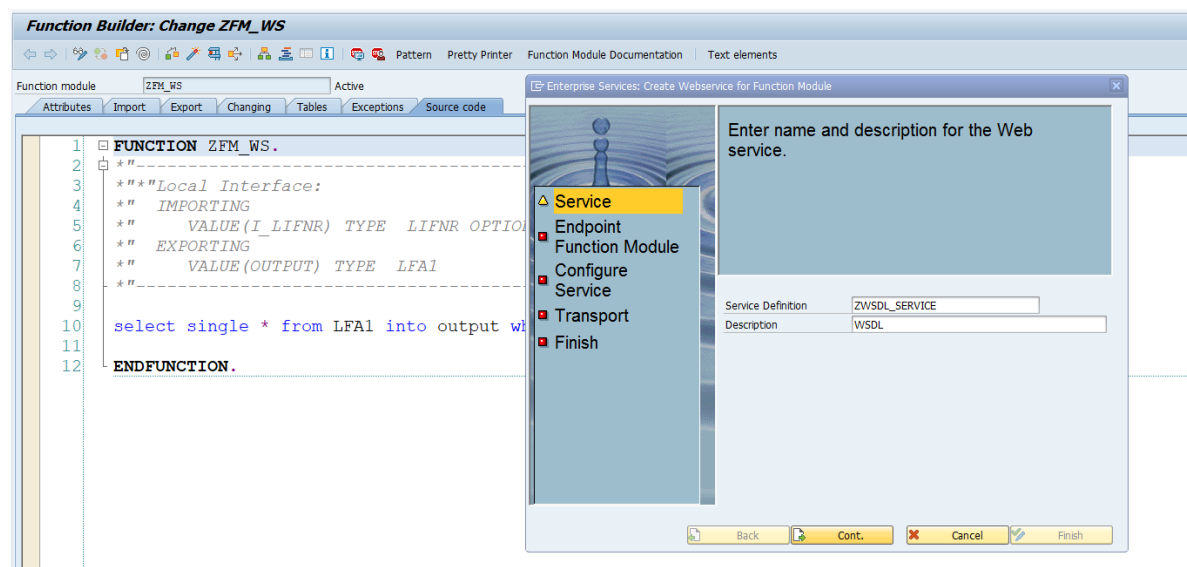 Function Builder: Change ZFM_WS
Pattern Pretty Printer Function Module Documentation Text elements
Function module ZFM_WS Active
Attributes Import Export Changing Tables Exceptions Source code
1 FUNCTION ZFM_WS.
2 *"----------------------------------------
3 *"*"Local Interface:
4 *" IMPORTING
5 *" VALUE(I_LIFNR) TYPE LIFNR
6 *" EXPORTING
7 *" VALUE(OUTPUT) TYPE LFA1
8 *"----------------------------------------
9
10 select single * from LFA1 into output
11
12 ENDFUNCTION.
Enterprise Services: Create Webservice for Function Module
Service
Endpoint
Function Module
Configure
Service
Transport
Finish
Enter name and description for the Web
service.
Service Definition ZWSDL_SERVICE
Description WSDL
Back Cont. Cancel Finish